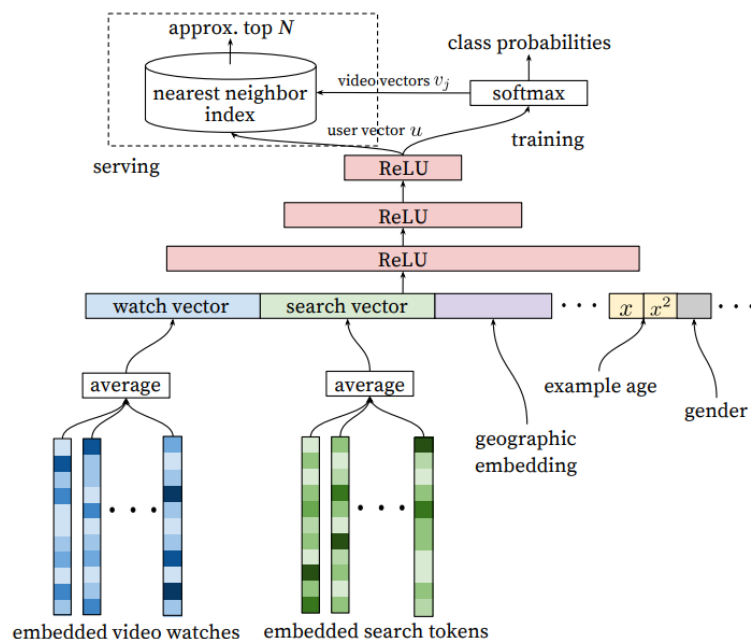 approx. top N
class probabilities
nearest neighbor
index
video vectors v_j
softmax
user vector u
training
serving
ReLU
ReLU
ReLU
watch vector
search vector
x
x²
average
average
example age
gender
geographic
embedding
embedded video watches
embedded search tokens